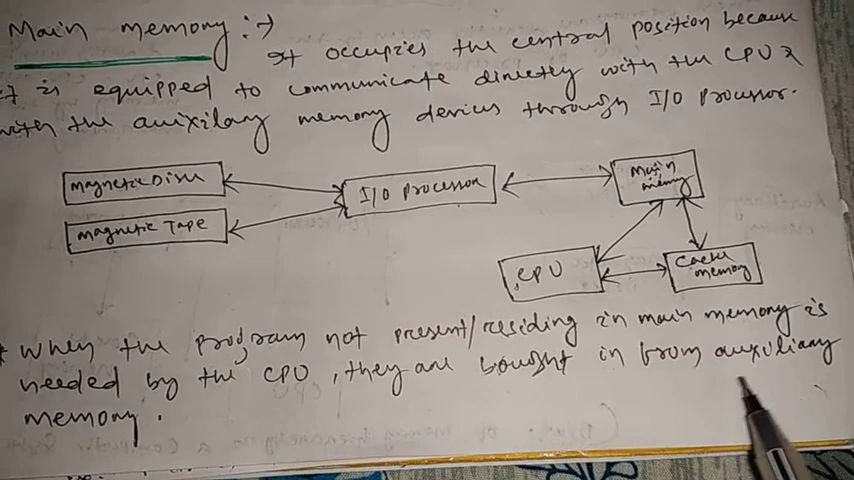 Main memory :→
It occupies the central position because
it is equipped to communicate directly with the CPU &
with the auixilary memory devices through I/O Processor.
Magnetic Disk
I/O Processor
Main
memory
Magnetic Tape
CPU
Cache
memory
* When the program not present/residing in main memory is
needed by the CPU, they are bought in from auxuliary
memory.